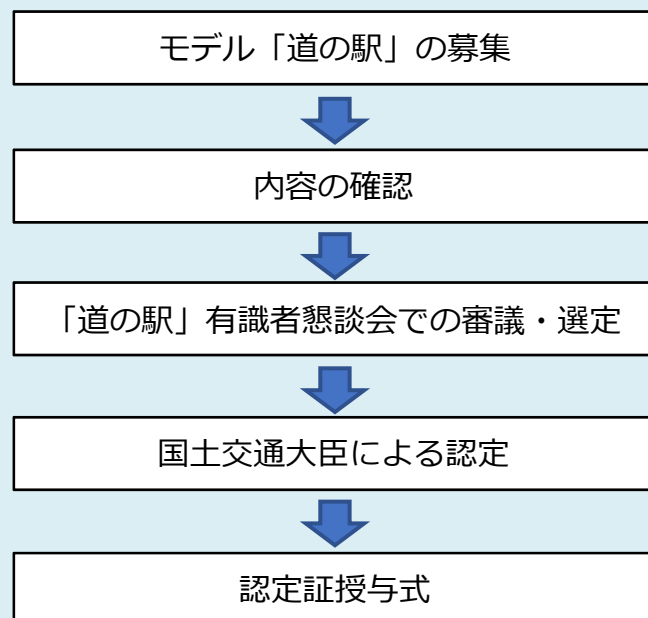 モデル「道の駅」の募集
内容の確認
「道の駅」有識者懇談会での審議・選定
国土交通大臣による認定
認定証授与式